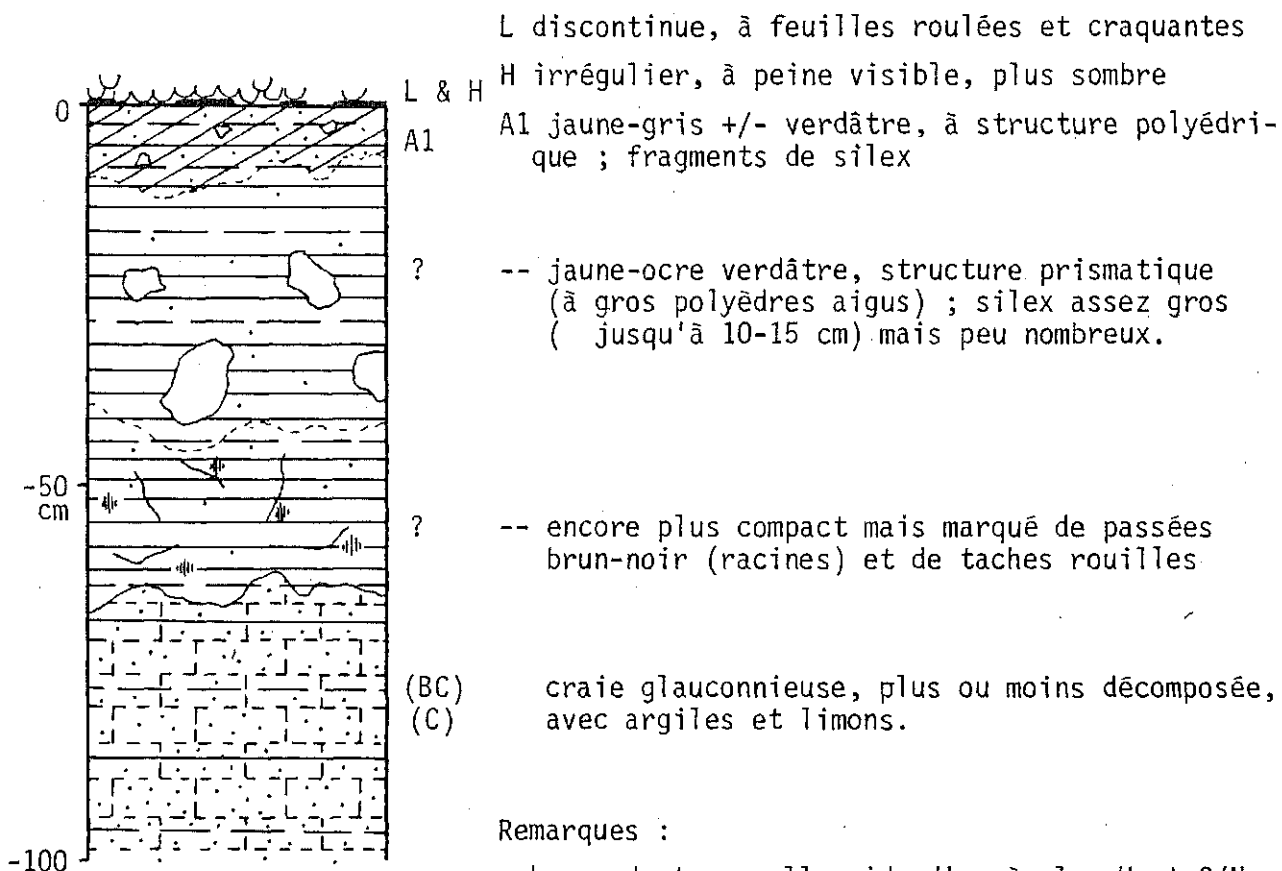 L discontinue, à feuilles roulées et craquantes
L & H
H irrégulier, à peine visible, plus sombre
0
A1
A1 jaune-gris +/- verdâtre, à structure polyédri-
que ; fragments de silex
?
-- jaune-ocre verdâtre, structure prismatique
(à gros polyèdres aigus) ; silex assez gros
( jusqu'à 10-15 cm) mais peu nombreux.
-50
cm
?
-- encore plus compact mais marqué de passées
brun-noir (racines) et de taches rouilles
(BC)
(C)
craie glauconnieuse, plus ou moins décomposée,
avec argiles et limons.
Remarques :
-100